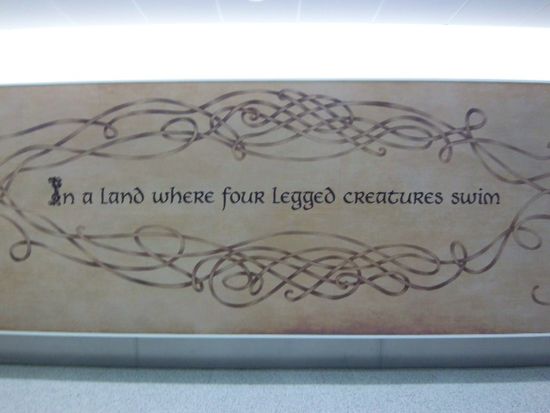 In a land where four legged creatures swim